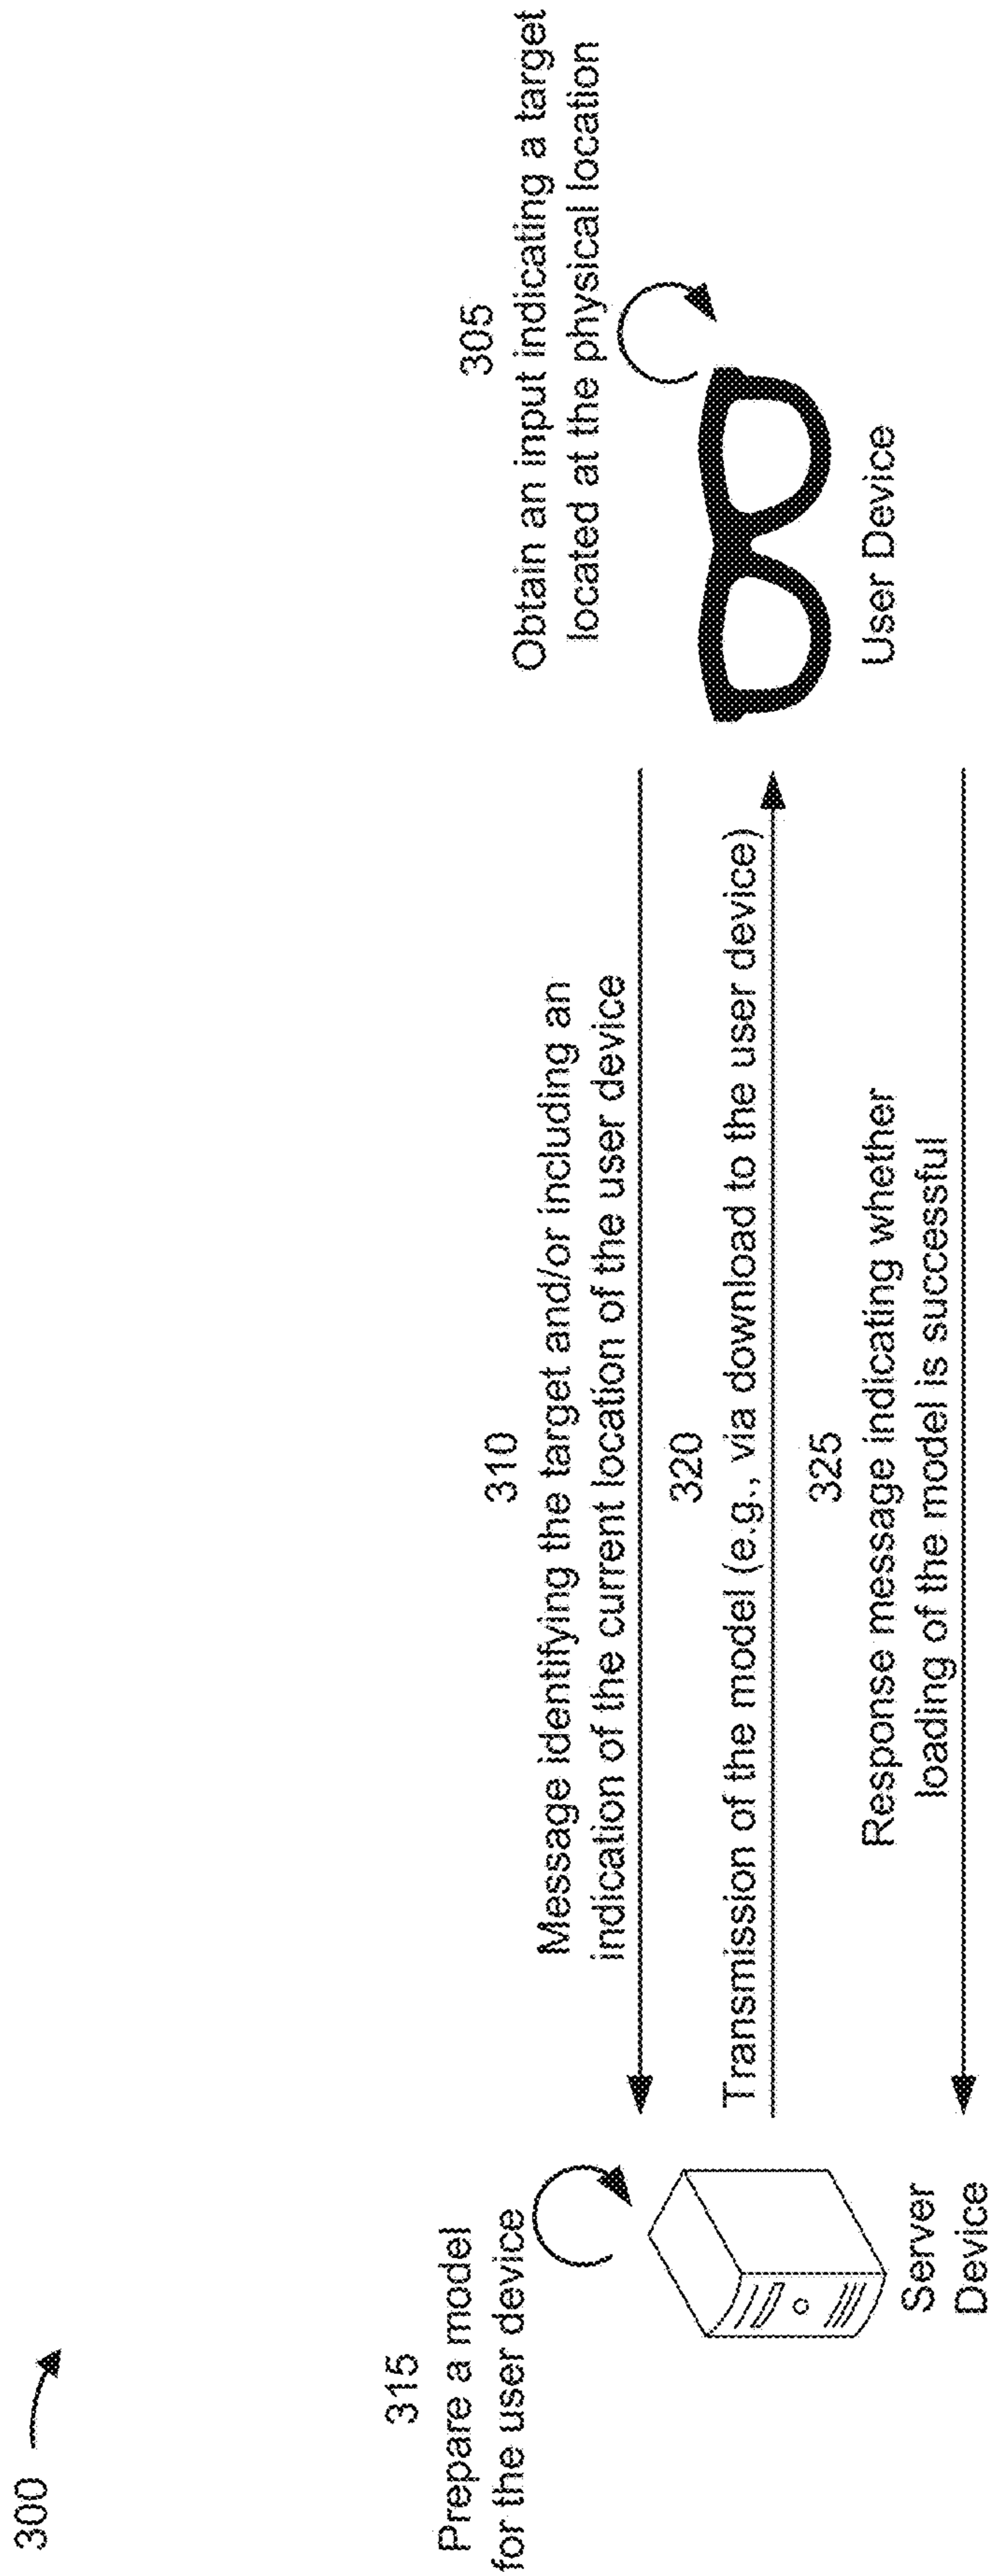 300
315
Prepare a model
for the user device
Server
Device
310
Message identifying the target and/or including an
indication of the current location of the user device
320
Transmission of the model (e.g., via download to the user device)
325
Response message indicating whether
loading of the model is successful
305
Obtain an input indicating a target
located at the physical location
User Device